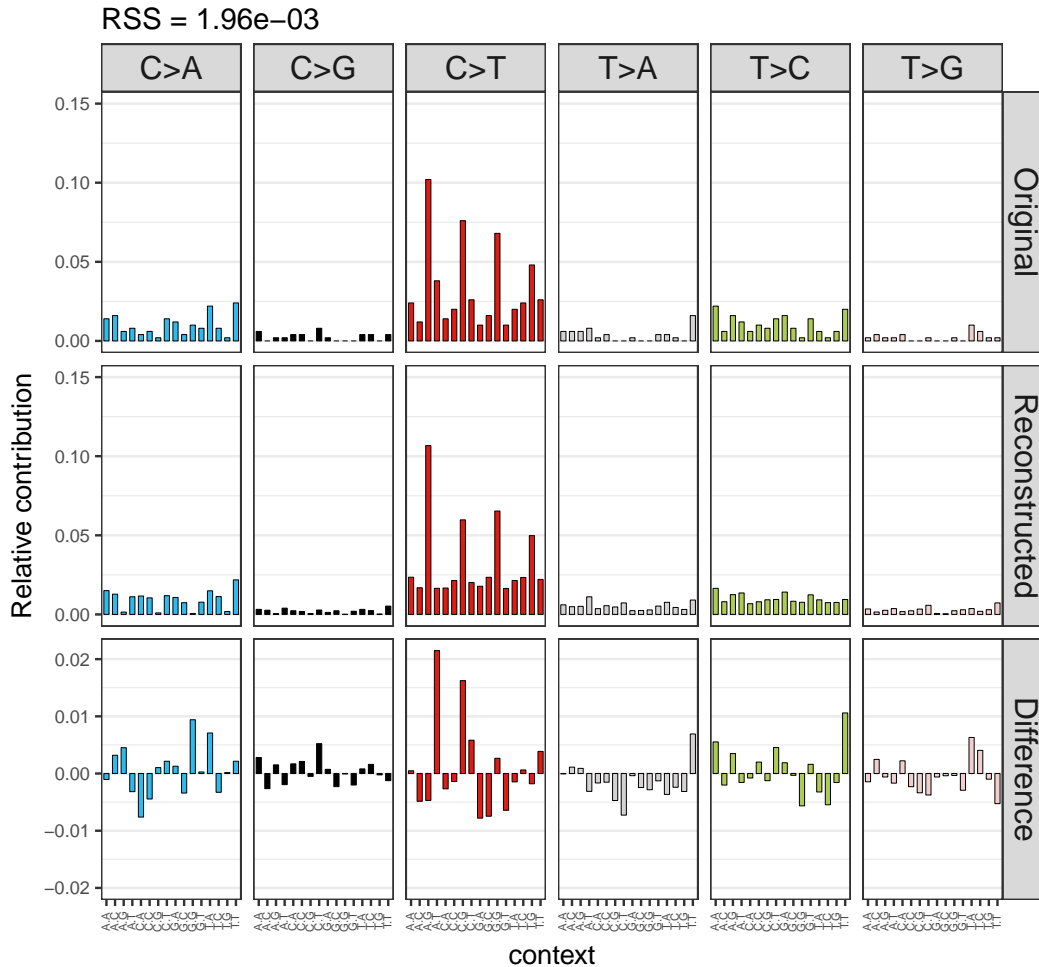 RSS = 1.96e−03
C>A C>G C>T T>A T>C T>G
0.15
0.10
0.05
0.00
Original
0.15
0.10
0.05
0.00
Reconstructed
0.02
0.01
0.00
−0.01
−0.02
Difference
Relative contribution
A.A A.C A.G A.T C.A C.C C.G C.T G.A G.C G.G G.T T.A T.C T.G T.T
A.A A.C A.G A.T C.A C.C C.G C.T G.A G.C G.G G.T T.A T.C T.G T.T
A.A A.C A.G A.T C.A C.C C.G C.T G.A G.C G.G G.T T.A T.C T.G T.T
A.A A.C A.G A.T C.A C.C C.G C.T G.A G.C G.G G.T T.A T.C T.G T.T
A.A A.C A.G A.T C.A C.C C.G C.T G.A G.C G.G G.T T.A T.C T.G T.T
A.A A.C A.G A.T C.A C.C C.G C.T G.A G.C G.G G.T T.A T.C T.G T.T
context